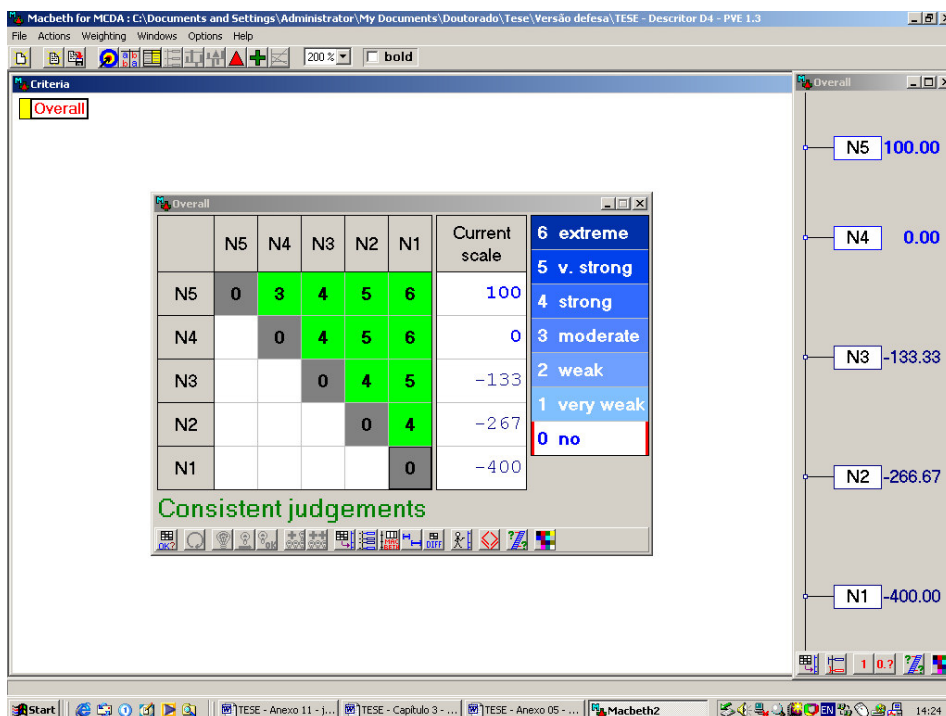 Macbeth for MCDA : C:\Documents and Settings\Administrator\My Documents\Doutorado\Tese\Versão defesa\TESE - Descritor D4 - PVE 1.3
File Actions Weighting Windows Options Help
200 % bold
Criteria
Overall
Overall
N5 100.00
N4 0.00
N3 -133.33
N2 -266.67
N1 -400.00
1 0.?
Overall
N5 N4 N3 N2 N1 Current scale
N5 0 3 4 5 6 100
N4 0 4 5 6 0
N3 0 4 5 -133
N2 0 4 -267
N1 0 -400
6 extreme
5 v. strong
4 strong
3 moderate
2 weak
1 very weak
0 no
Consistent judgements
OK? OK DIFF
Start TESE - Anexo 11 - j... TESE - Capítulo 3 - ... TESE - Anexo 05 - ... Macbeth2 EN 14:24